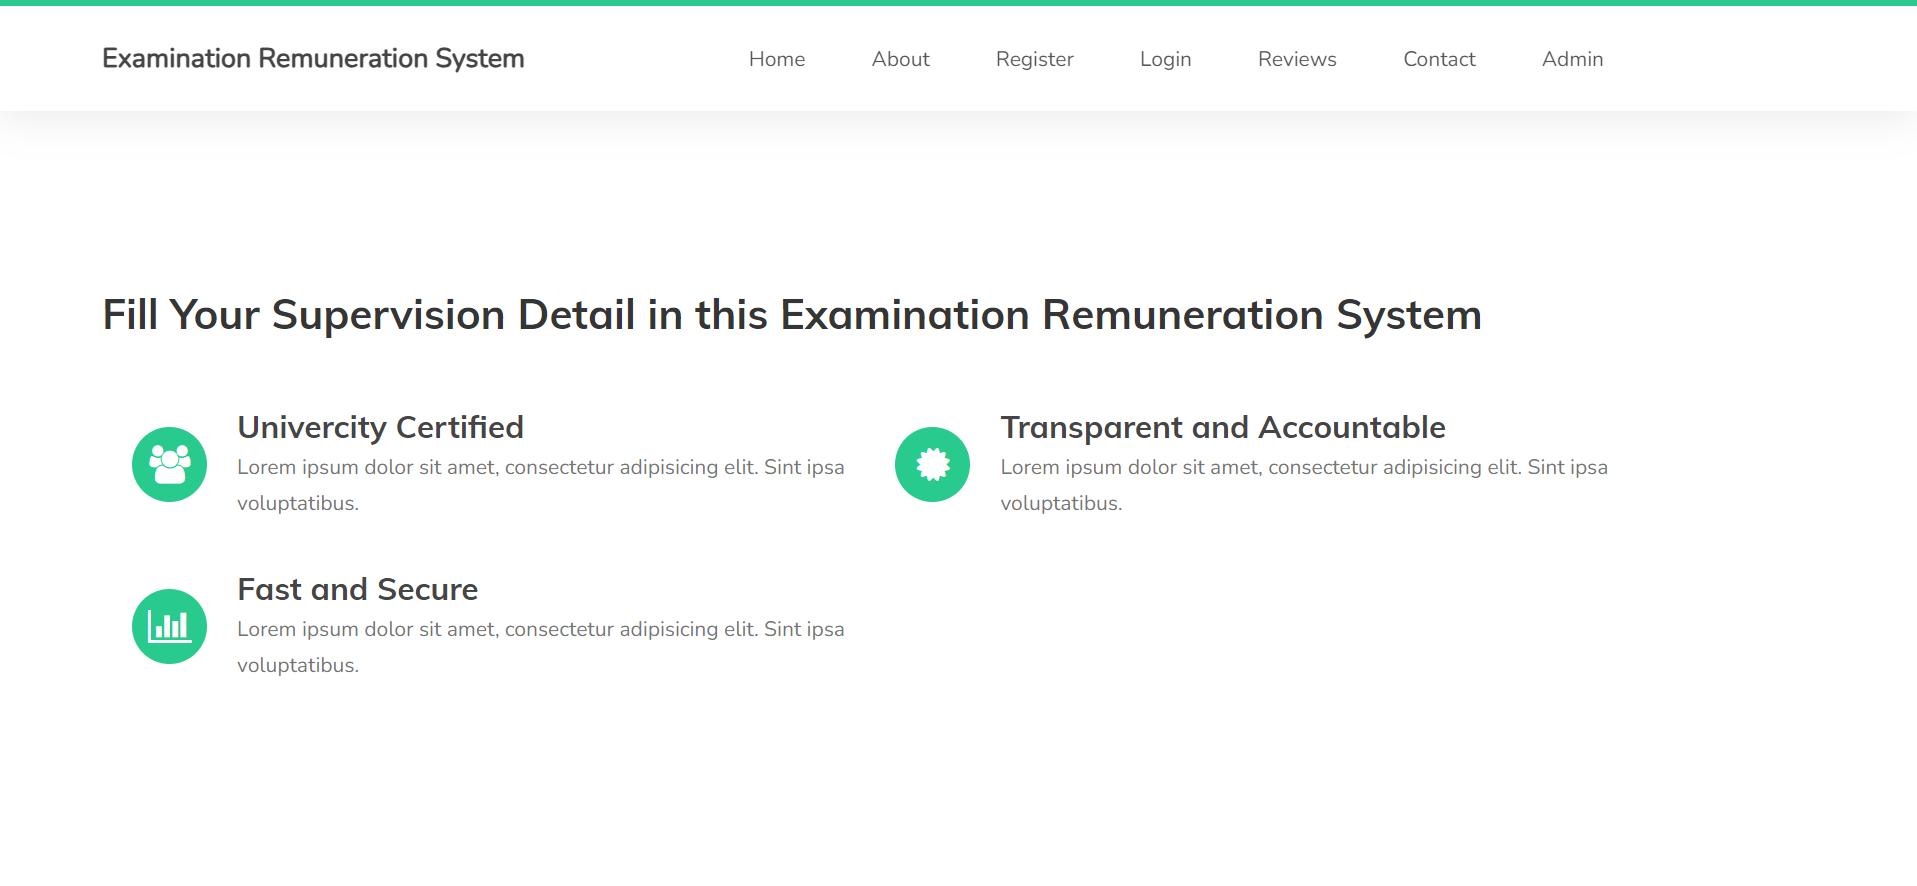 Examination Remuneration System
Home About Register Login Reviews Contact Admin
Fill Your Supervision Detail in this Examination Remuneration System
Univercity Certified
Lorem ipsum dolor sit amet, consectetur adipisicing elit. Sint ipsa
voluptatibus.
Transparent and Accountable
Lorem ipsum dolor sit amet, consectetur adipisicing elit. Sint ipsa
voluptatibus.
Fast and Secure
Lorem ipsum dolor sit amet, consectetur adipisicing elit. Sint ipsa
voluptatibus.